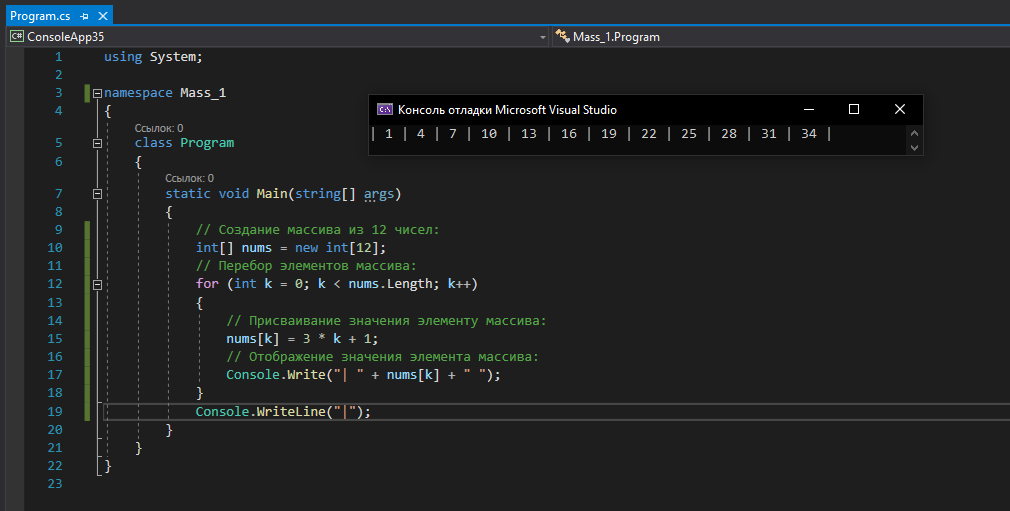 Program.cs
ConsoleApp35 Mass_1.Program
1 using System;
2
3 namespace Mass_1
4 {
Ссылок: 0
5 class Program
6 {
Ссылок: 0
7 static void Main(string[] args)
8 {
9 // Создание массива из 12 чисел:
10 int[] nums = new int[12];
11 // Перебор элементов массива:
12 for (int k = 0; k < nums.Length; k++)
13 {
14 // Присваивание значения элементу массива:
15 nums[k] = 3 * k + 1;
16 // Отображение значения элемента массива:
17 Console.Write("| " + nums[k] + " ");
18 }
19 Console.WriteLine("|");
20 }
21 }
22 }
23
Консоль отладки Microsoft Visual Studio
| 1 | 4 | 7 | 10 | 13 | 16 | 19 | 22 | 25 | 28 | 31 | 34 |